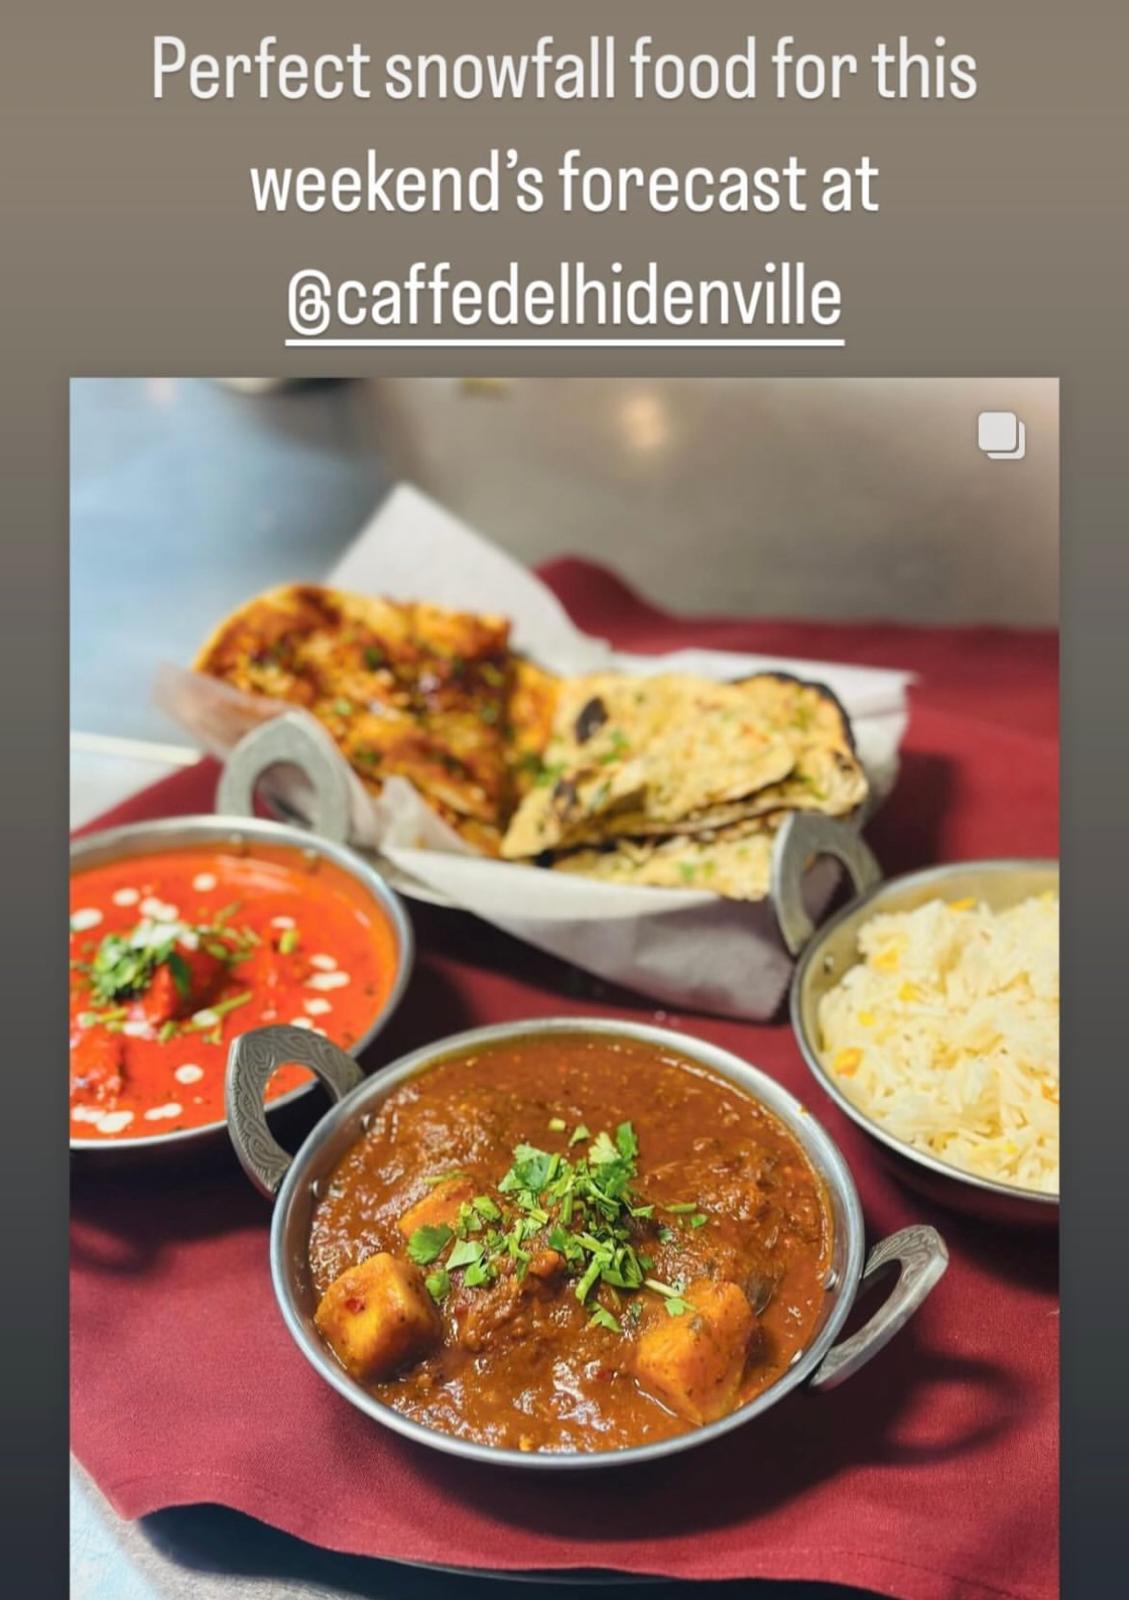 Perfect snowfall food for this
weekend’s forecast at
@caffedelhidenville